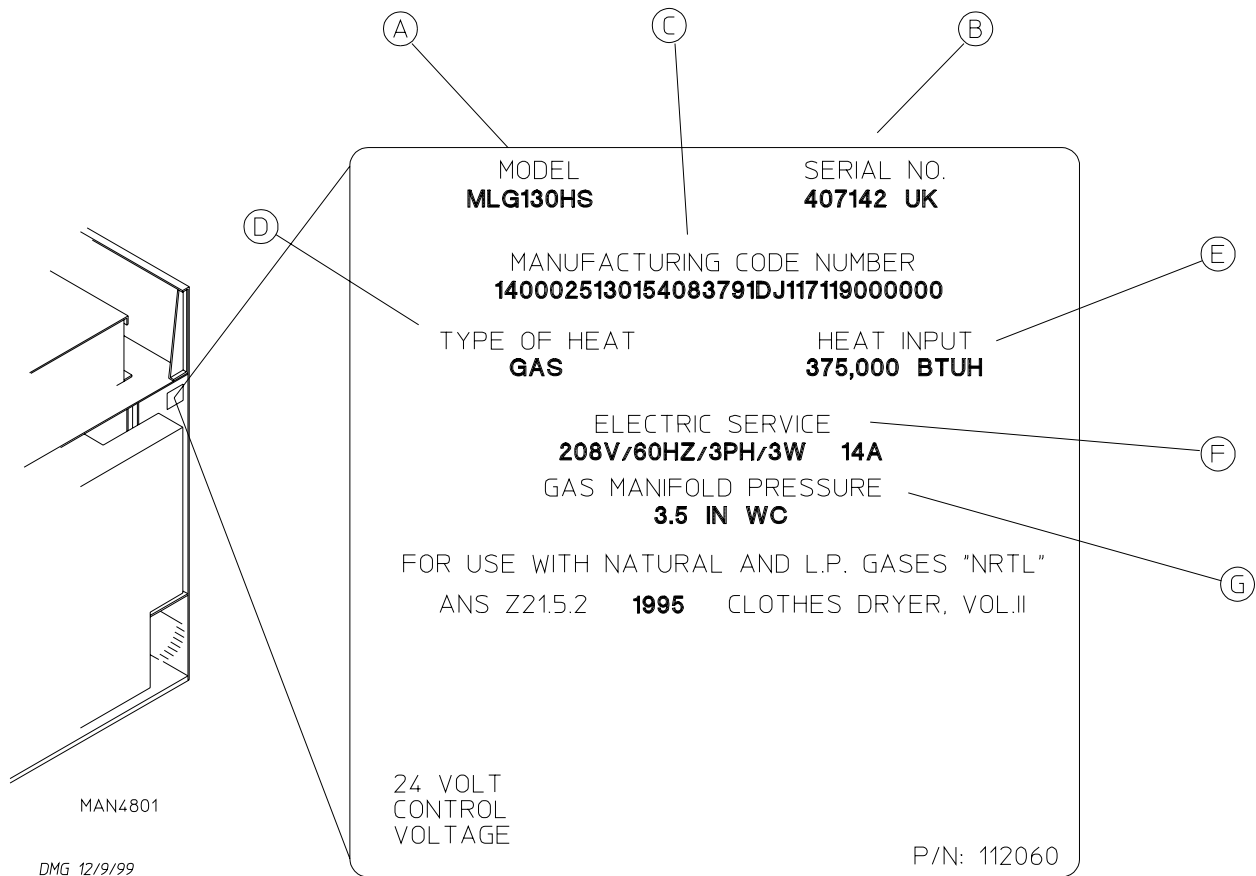 A
C
B
MODEL SERIAL NO.
MLG130HS 407142 UK
D
MANUFACTURING CODE NUMBER
E
1400025130154083791DJ117119000000
TYPE OF HEAT HEAT INPUT
GAS 375,000 BTUH
ELECTRIC SERVICE
208V/60HZ/3PH/3W 14A
F
GAS MANIFOLD PRESSURE
3.5 IN WC
FOR USE WITH NATURAL AND L.P. GASES "NRTL"
G
ANS Z21.5.2 1995 CLOTHES DRYER, VOL.II
24 VOLT
CONTROL
VOLTAGE
P/N: 112060
MAN4801
DMG 12/9/99